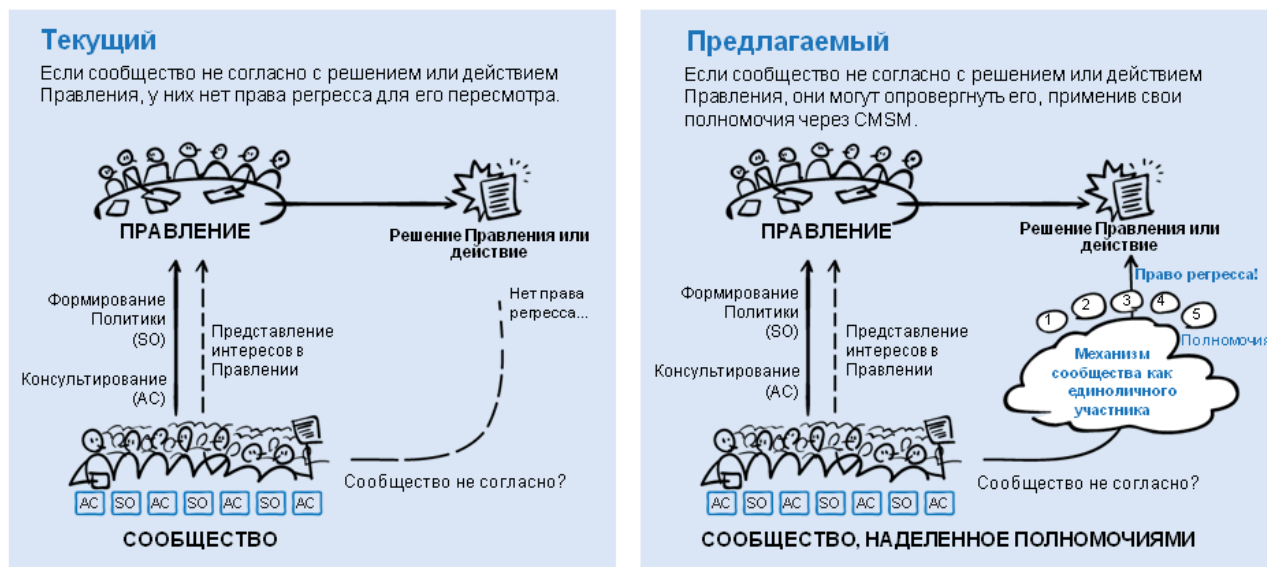 Текущий
Если сообщество не согласно с решением или действием
Правления, у них нет права регресса для его пересмотра.
ПРАВЛЕНИЕ
Решение Правления или
действие
Формирование
Политики
(SO)
Консультирование
(AC)
Представление
интересов в
Правлении
Нет права
регресса...
Сообщество не согласно?
AC SO AC SO AC SO AC
СООБЩЕСТВО
Предлагаемый
Если сообщество не согласно с решением или действием
Правления, они могут опровергнуть его, применив свои
полномочия через CMSM.
ПРАВЛЕНИЕ
Решение Правления или
действие
Право регресса!
1 2 3 4 5
Полномочия
Механизм
сообщества как
единоличного
участника
Формирование
Политики
(SO)
Консультирование
(AC)
Представление
интересов в
Правлении
Сообщество не согласно?
AC SO AC SO AC SO AC
СООБЩЕСТВО, НАДЕЛЕННОЕ ПОЛНОМОЧИЯМИ